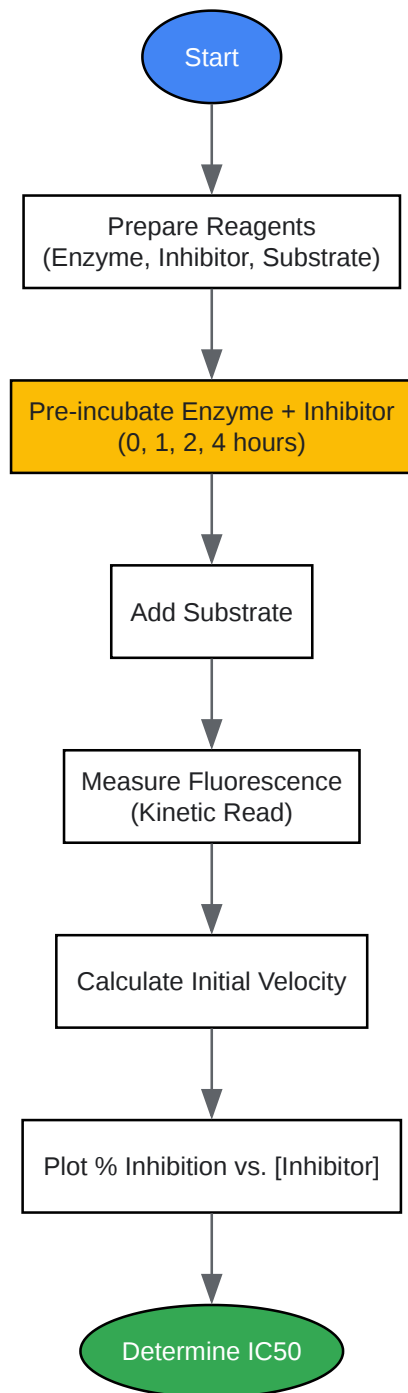 Start
Prepare Reagents
(Enzyme, Inhibitor, Substrate)
Pre-incubate Enzyme + Inhibitor
(0, 1, 2, 4 hours)
Add Substrate
Measure Fluorescence
(Kinetic Read)
Calculate Initial Velocity
Plot % Inhibition vs. [Inhibitor]
Determine IC50